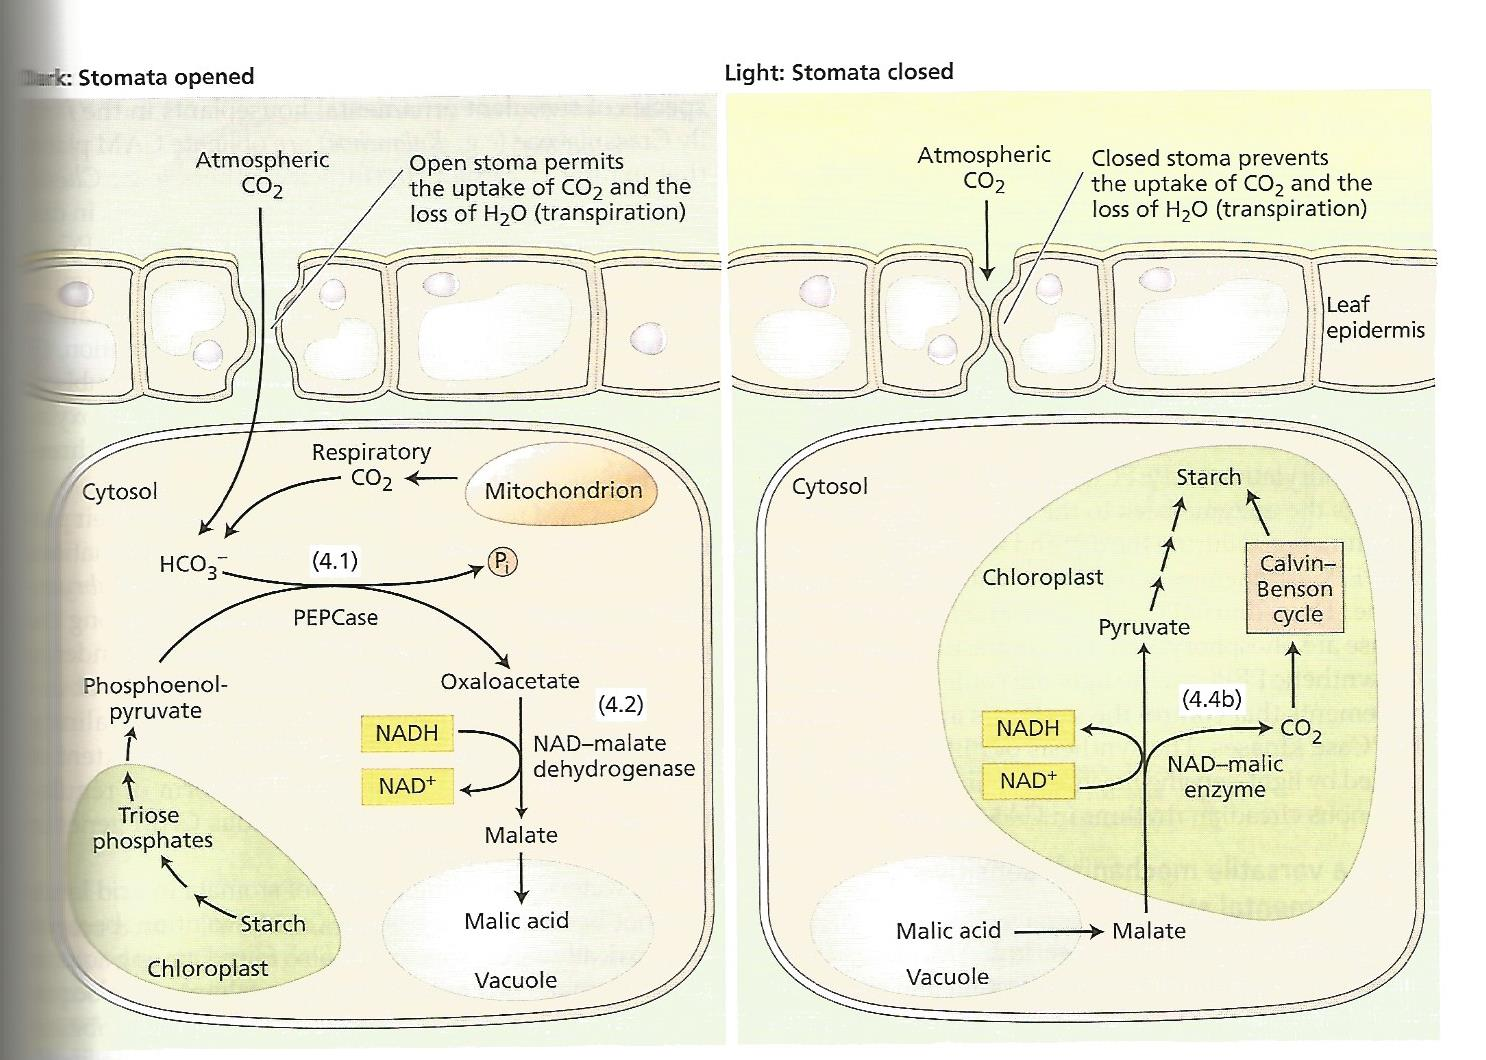 Dark: Stomata opened
Atmospheric
CO₂
Open stoma permits
the uptake of CO₂ and the
loss of H₂O (transpiration)
Respiratory
CO₂
Mitochondrion
Cytosol
HCO₃⁻
(4.1)
Pᵢ
PEPCase
Phosphoenol-
pyruvate
Oxaloacetate
(4.2)
NADH
NAD–malate
dehydrogenase
NAD⁺
Triose
phosphates
Malate
Starch
Malic acid
Chloroplast
Vacuole
Light: Stomata closed
Atmospheric
CO₂
Closed stoma prevents
the uptake of CO₂ and the
loss of H₂O (transpiration)
Leaf
epidermis
Cytosol
Starch
Chloroplast
Calvin–
Benson
cycle
Pyruvate
(4.4b)
NADH
CO₂
NAD⁺
NAD–malic
enzyme
Malic acid
Malate
Vacuole